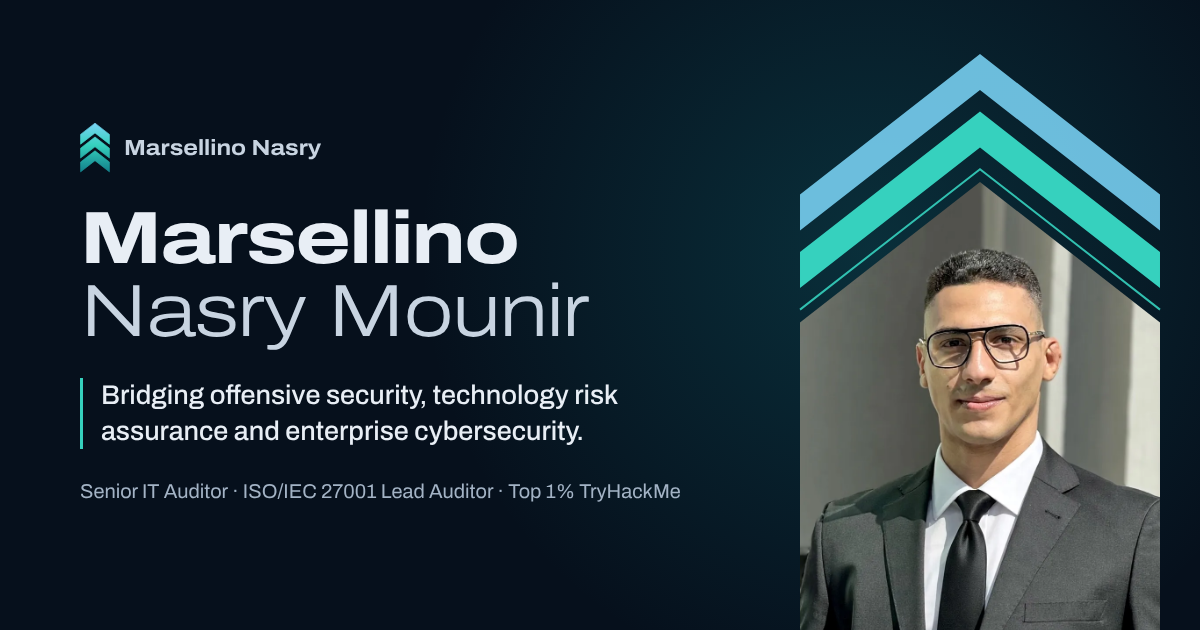 Marsellino Nasry
Marsellino
Nasry Mounir
Bridging offensive security, technology risk
assurance and enterprise cybersecurity.
Senior IT Auditor · ISO/IEC 27001 Lead Auditor · Top 1% TryHackMe